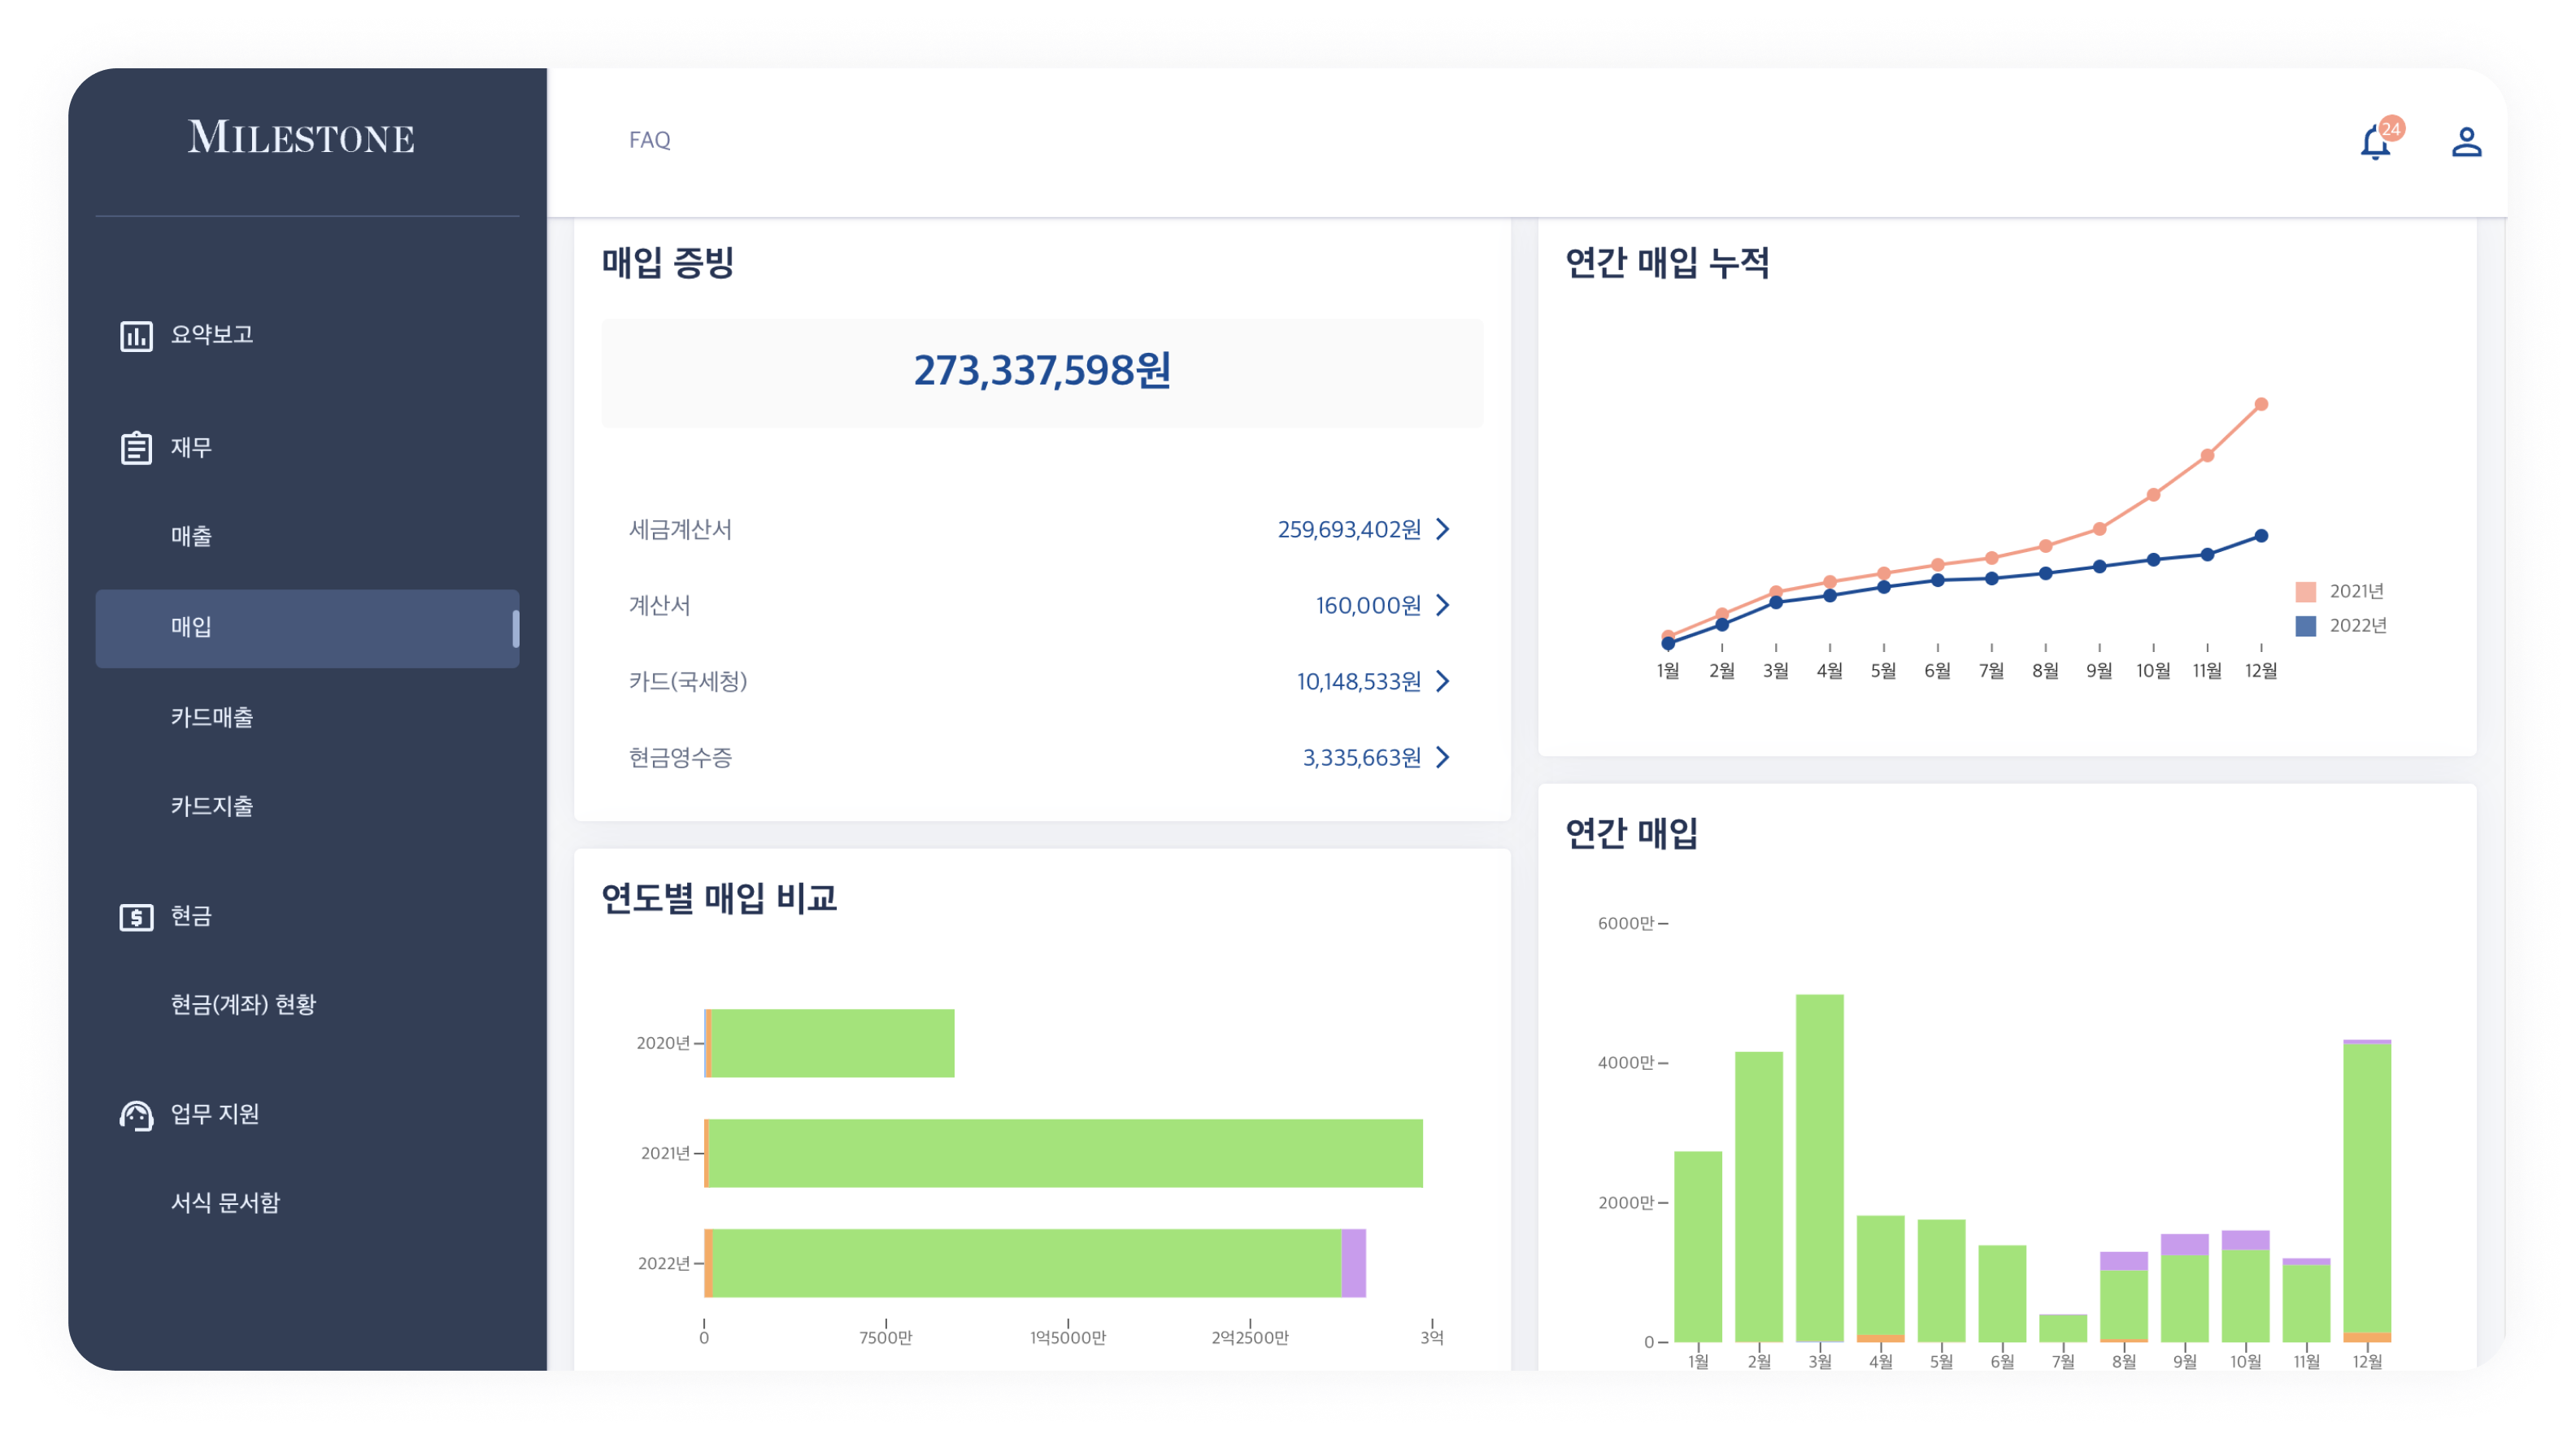 MILESTONE
FAQ
24
요약보고
재무
매출
매입
카드매출
카드지출
현금
현금(계좌) 현황
업무 지원
서식 문서함
매입 증빙
273,337,598원
세금계산서 259,693,402원
계산서 160,000원
카드(국세청) 10,148,533원
현금영수증 3,335,663원
연도별 매입 비교
2020년
2021년
2022년
0 7500만 1억5000만 2억2500만 3억
연간 매입 누적
2021년
2022년
1월 2월 3월 4월 5월 6월 7월 8월 9월 10월 11월 12월
연간 매입
6000만
4000만
2000만
0
1월 2월 3월 4월 5월 6월 7월 8월 9월 10월 11월 12월